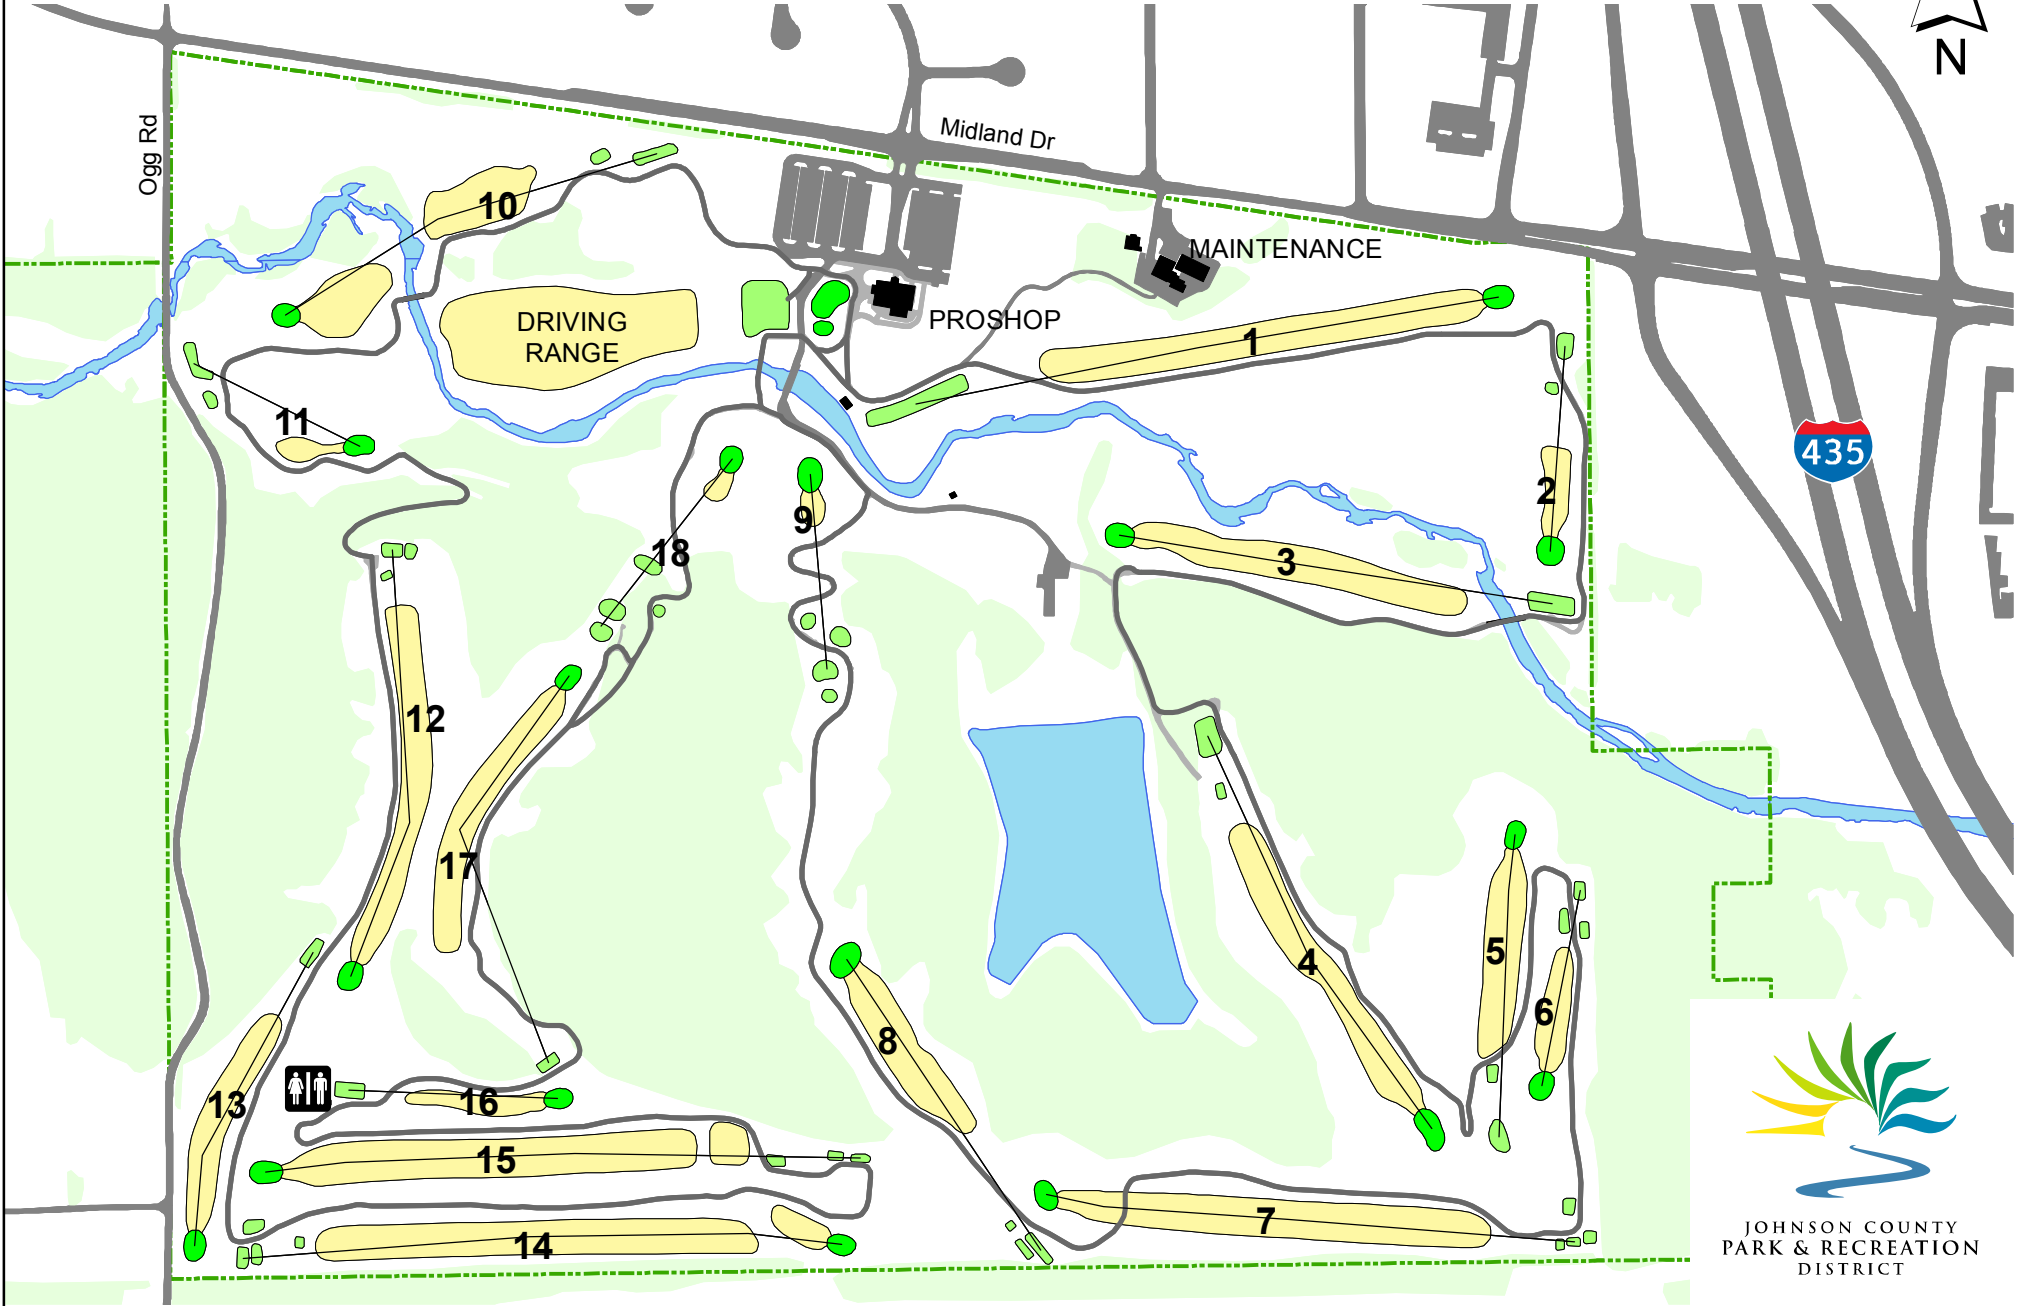 N
Ogg Rd
Midland Dr
10
MAINTENANCE
PROSHOP
DRIVING
RANGE
1
11
435
2
9
18
3
12
17
4
5
6
8
13
16
15
7
14
JOHNSON COUNTY
PARK & RECREATION
DISTRICT